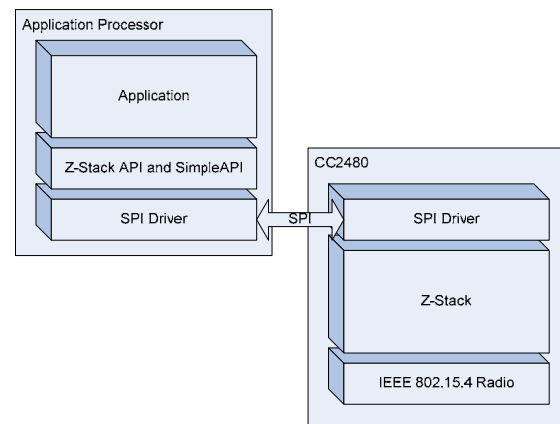 Application Processor
Application
Z-Stack API and SimpleAPI
SPI Driver
SPI
CC2480
SPI Driver
Z-Stack
IEEE 802.15.4 Radio